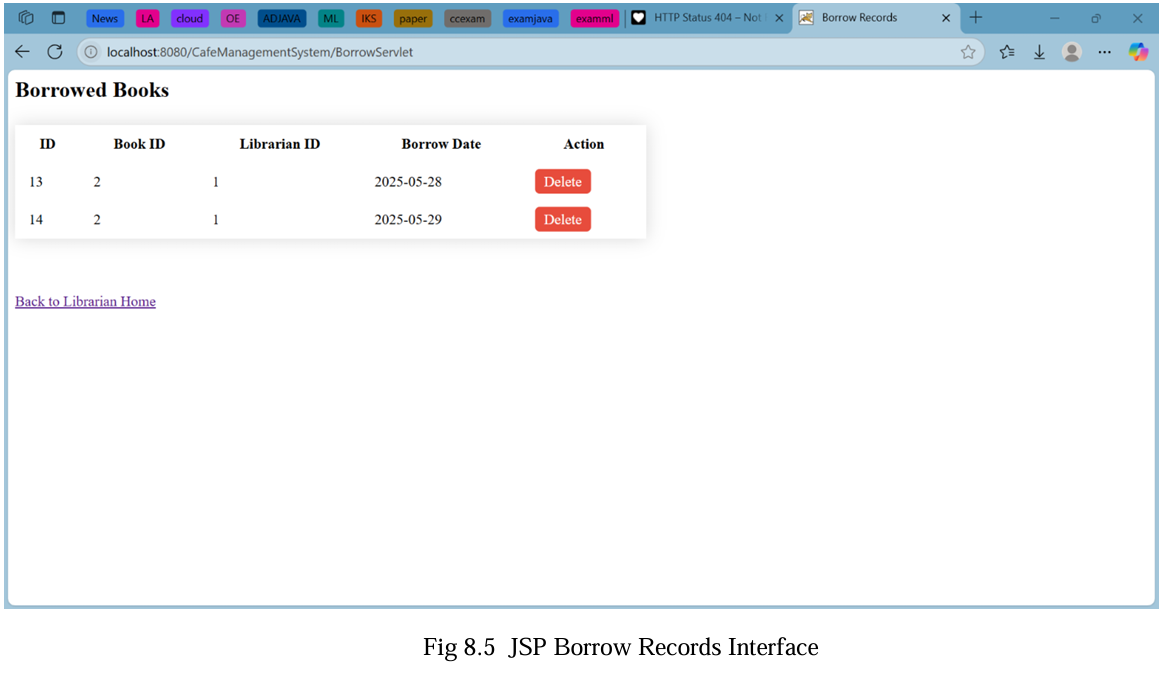 News LA cloud OE ADJAVA ML IKS paper ccexam examjava examml HTTP Status 404 – Not Borrow Records
localhost:8080/CafeManagementSystem/BorrowServlet
Borrowed Books
ID Book ID Librarian ID Borrow Date Action
13 2 1 2025-05-28 Delete
14 2 1 2025-05-29 Delete
Back to Librarian Home
Fig 8.5 JSP Borrow Records Interface